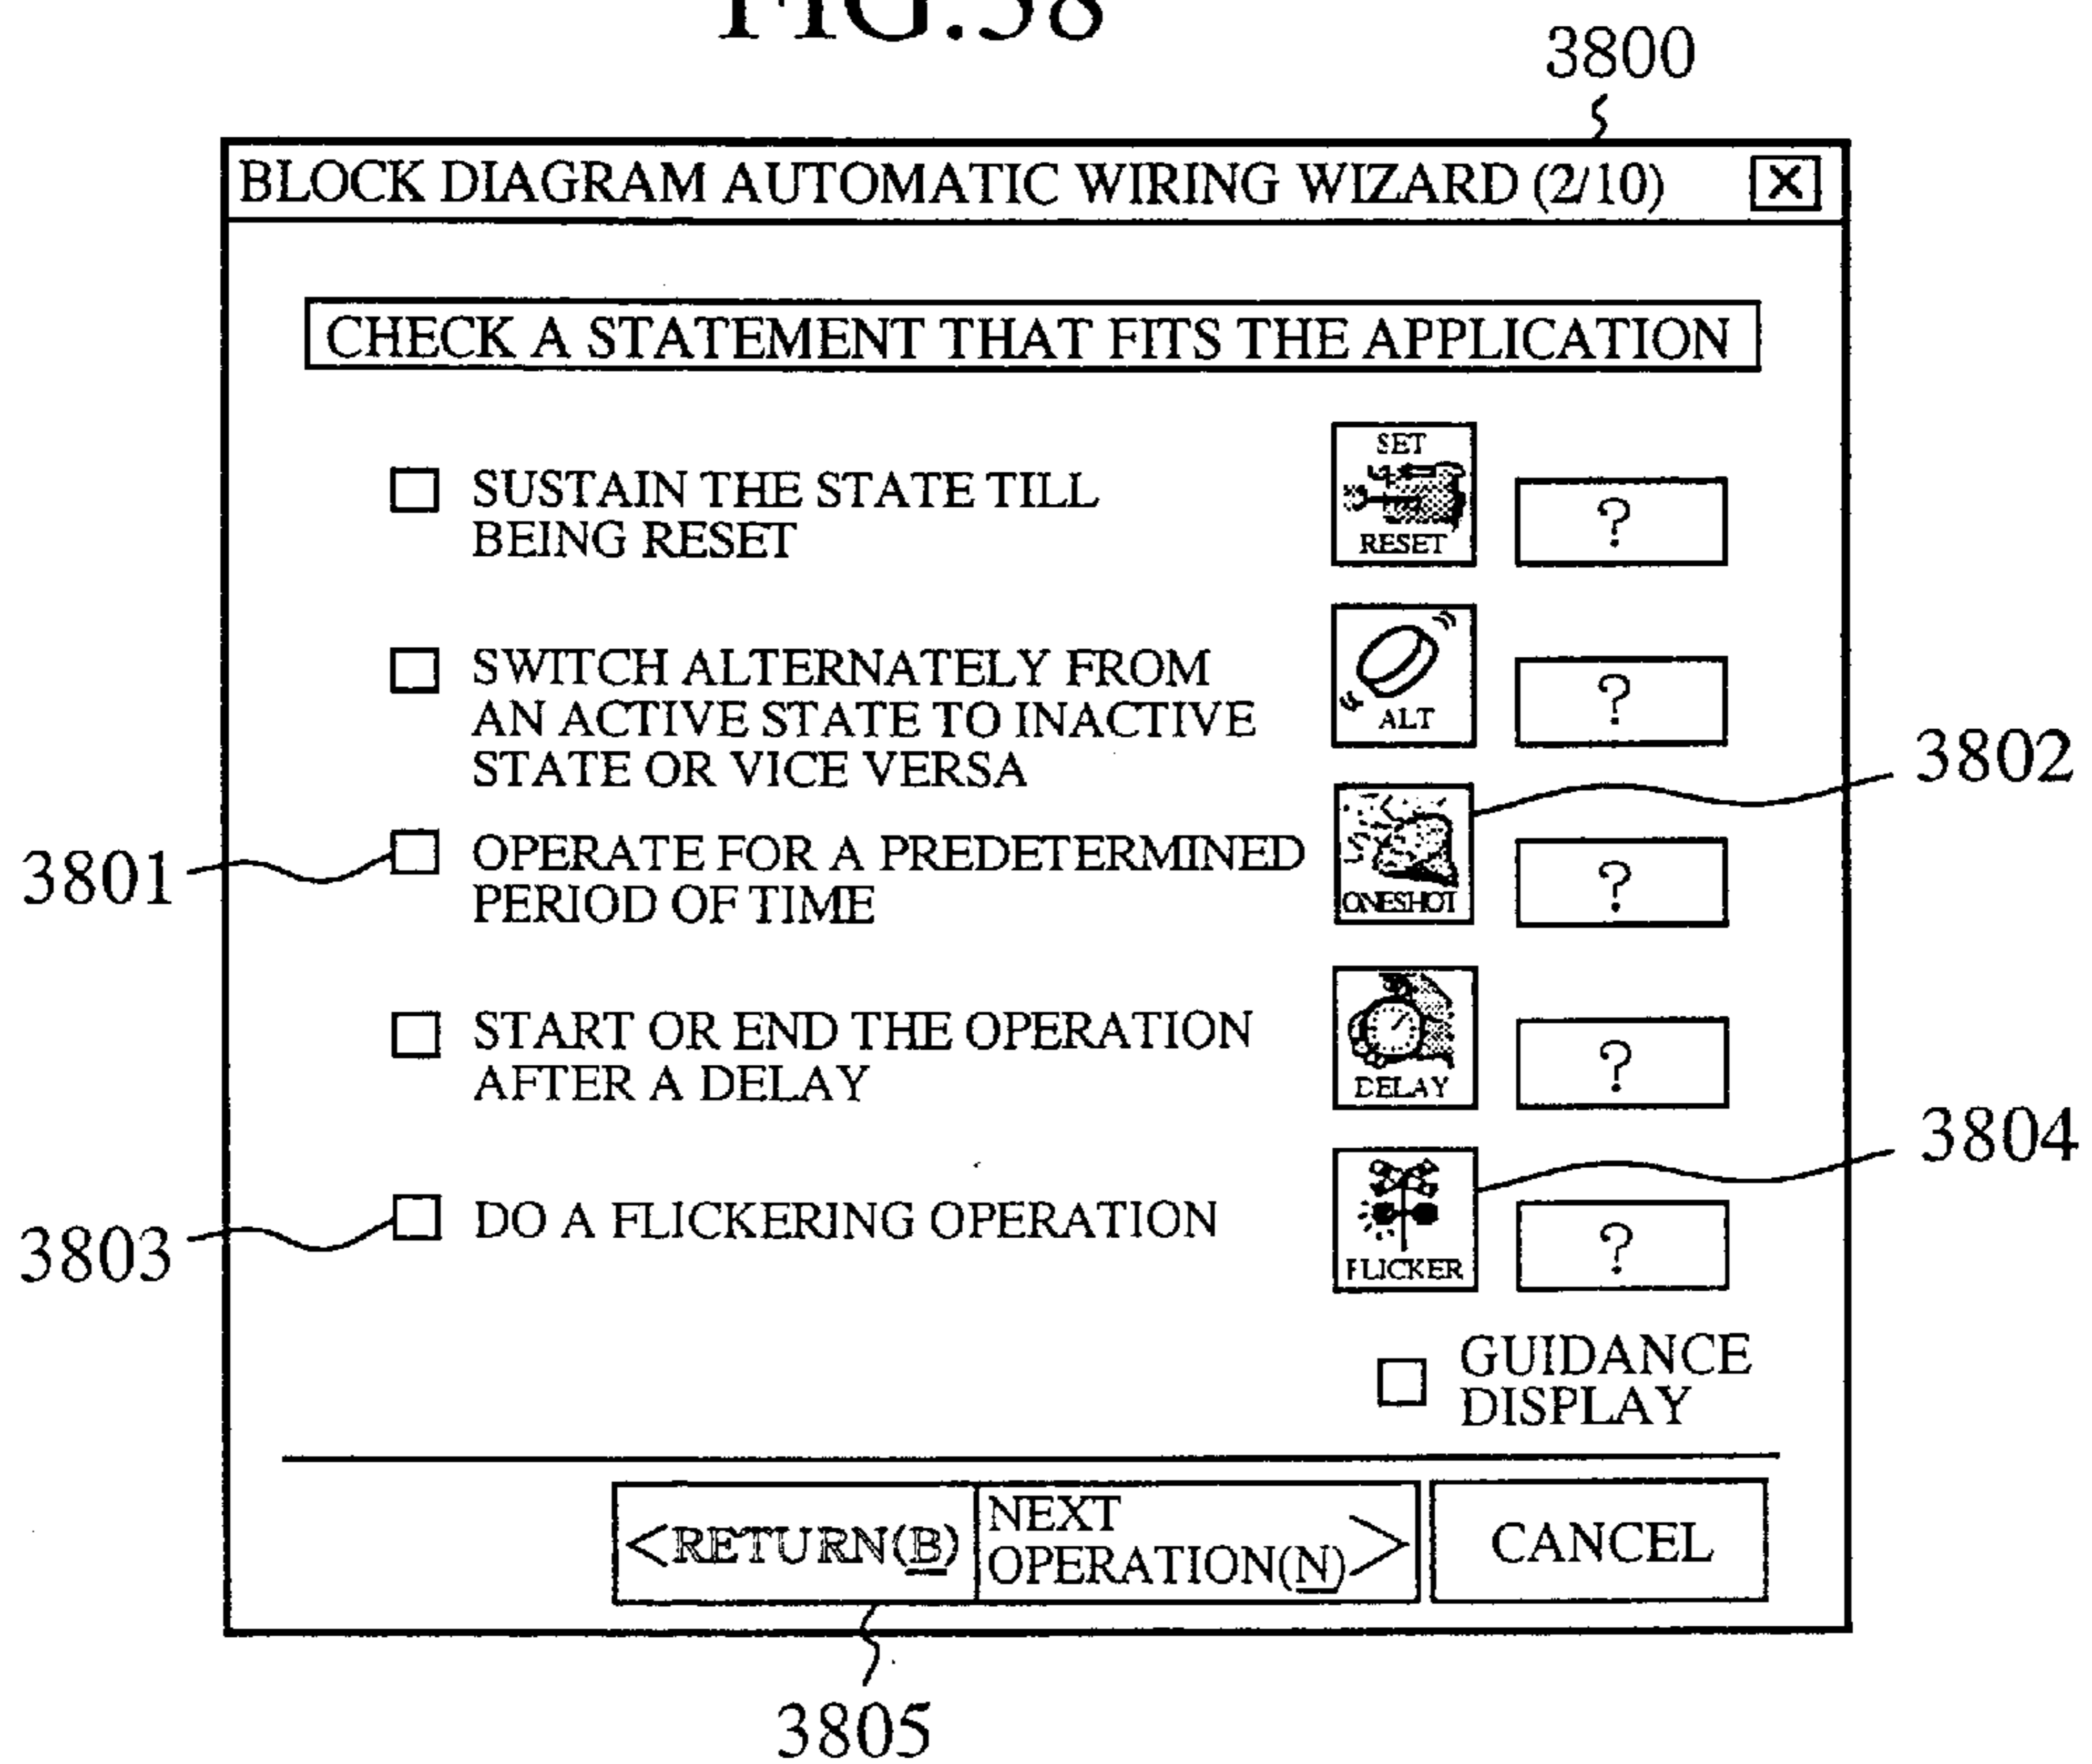 FIG.38
3800
BLOCK DIAGRAM AUTOMATIC WIRING WIZARD (2/10) X
CHECK A STATEMENT THAT FITS THE APPLICATION
SUSTAIN THE STATE TILL
BEING RESET
SET
RESET
?
SWITCH ALTERNATELY FROM
AN ACTIVE STATE TO INACTIVE
STATE OR VICE VERSA
ALT
?
3802
3801
OPERATE FOR A PREDETERMINED
PERIOD OF TIME
ONESHOT
?
START OR END THE OPERATION
AFTER A DELAY
DELAY
?
3804
3803
DO A FLICKERING OPERATION
FLICKER
?
GUIDANCE
DISPLAY
<RETURN(B)
NEXT
OPERATION(N)>
CANCEL
3805